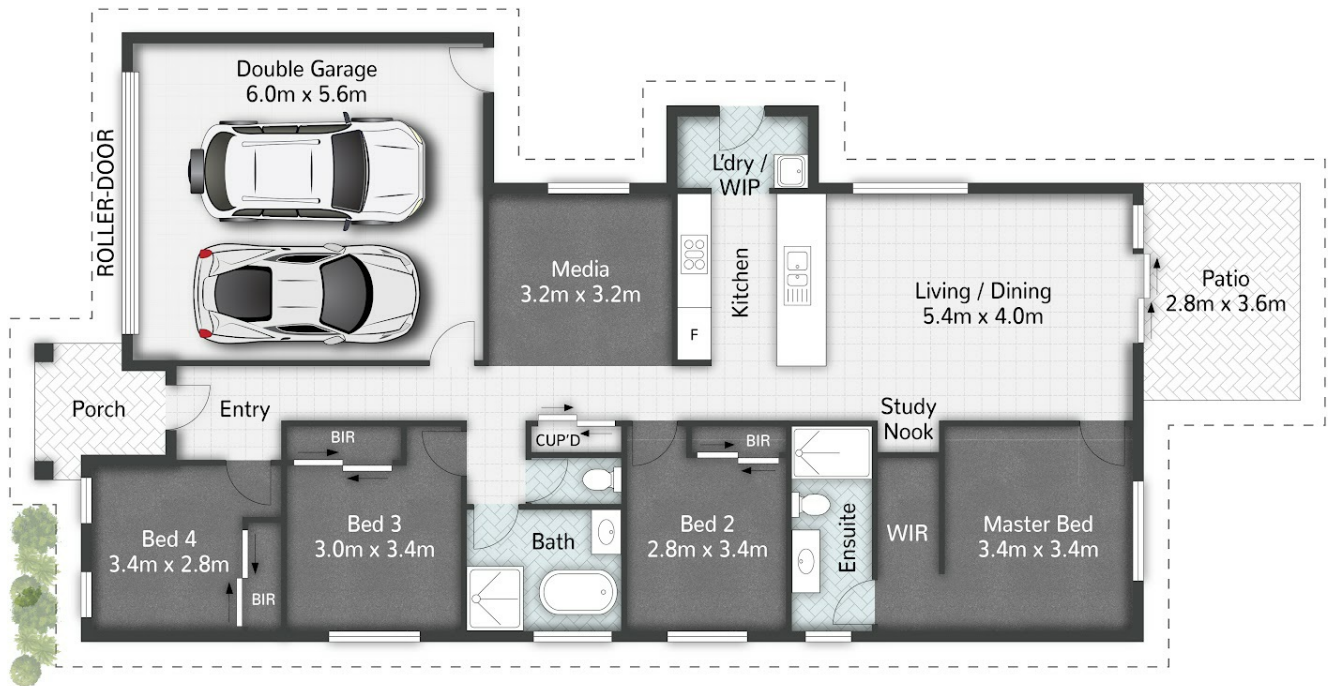 Double Garage
6.0m x 5.6m
ROLLER-DOOR
L'dry /
WIP
Media
3.2m x 3.2m
Kitchen
F
Living / Dining
5.4m x 4.0m
Patio
2.8m x 3.6m
Porch
Entry
Study
Nook
BIR
CUP'D
BIR
Bed 4
3.4m x 2.8m
BIR
Bed 3
3.0m x 3.4m
Bath
Bed 2
2.8m x 3.4m
Ensuite
WIR
Master Bed
3.4m x 3.4m